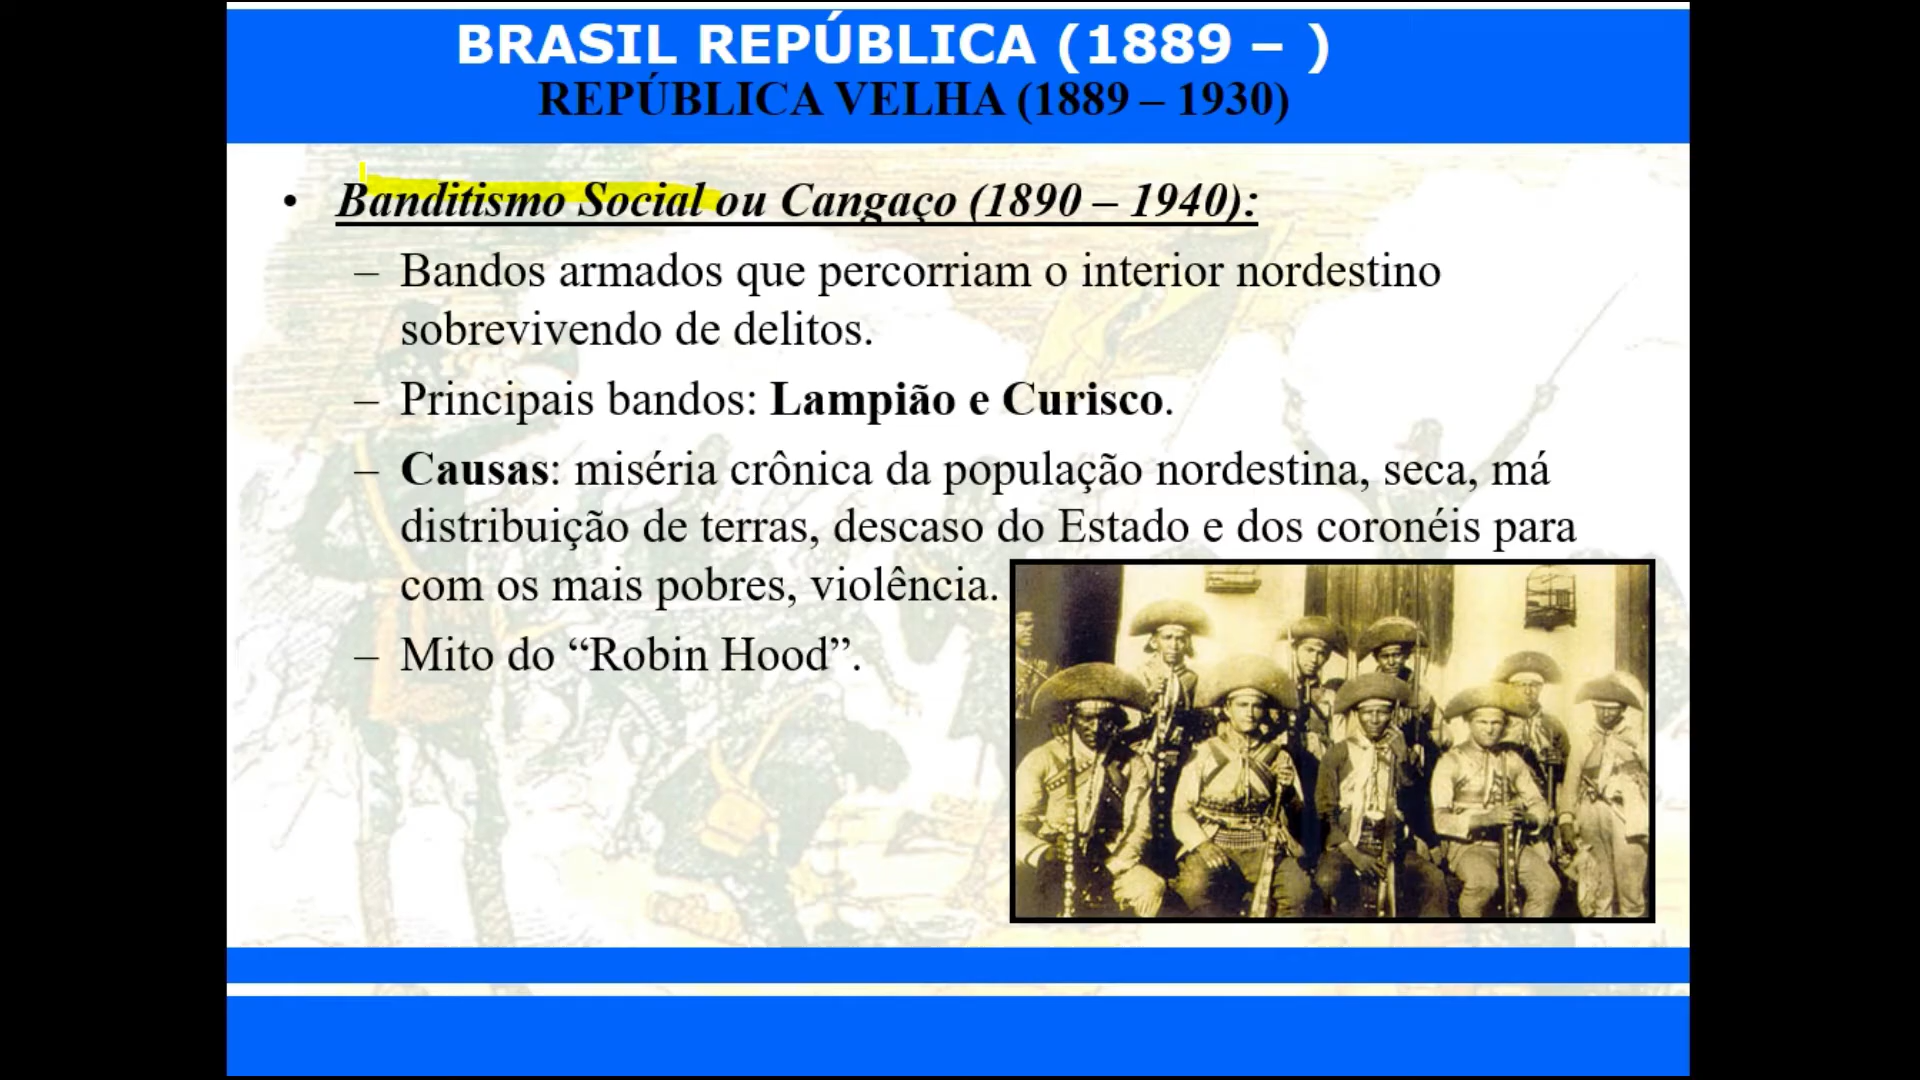 BRASIL REPÚBLICA (1889 – )
REPÚBLICA VELHA (1889 – 1930)
• Banditismo Social ou Cangaço (1890 – 1940):
– Bandos armados que percorriam o interior nordestino
sobrevivendo de delitos.
– Principais bandos: Lampião e Curisco.
– Causas: miséria crônica da população nordestina, seca, má
distribuição de terras, descaso do Estado e dos coronéis para
com os mais pobres, violência.
– Mito do “Robin Hood”.